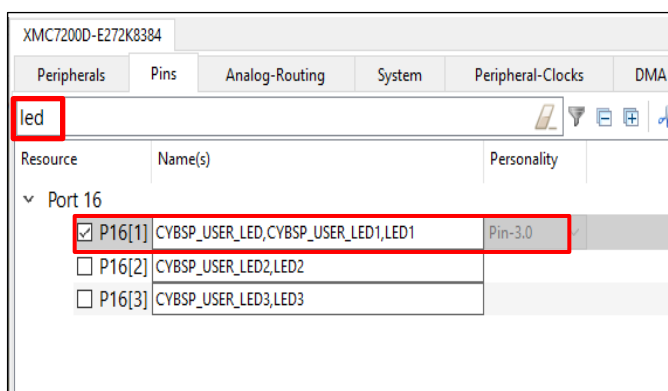 XMC7200D-E272K8384
Peripherals Pins Analog-Routing System Peripheral-Clocks DMA
led
Resource Name(s) Personality
Port 16
P16[1] CYBSP_USER_LED,CYBSP_USER_LED1,LED1 Pin-3.0
P16[2] CYBSP_USER_LED2,LED2
P16[3] CYBSP_USER_LED3,LED3